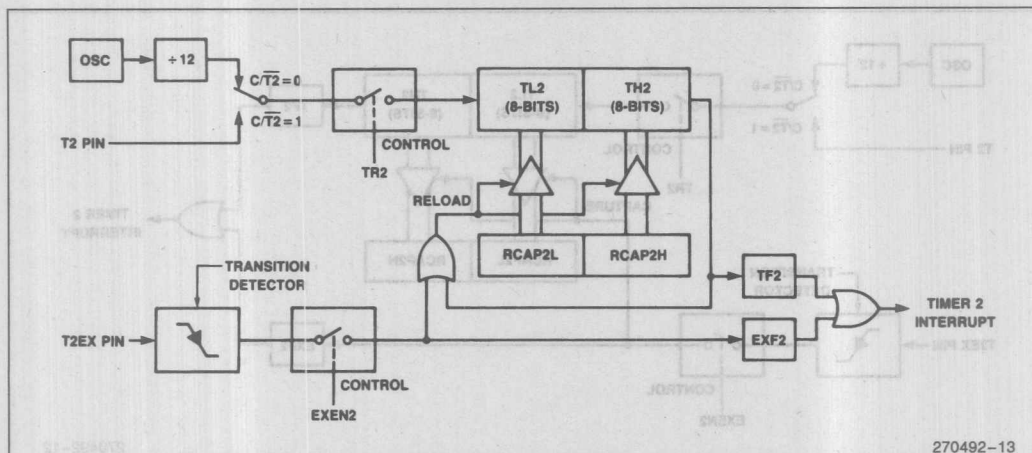 OSC
÷12
C/T2 = 0
C/T2 = 1
T2 PIN
CONTROL
TR2
TL2
(8-BITS)
TH2
(8-BITS)
RELOAD
RCAP2L
RCAP2H
TRANSITION
DETECTOR
T2EX PIN
CONTROL
EXEN2
TF2
EXF2
TIMER 2
INTERRUPT
270492-13